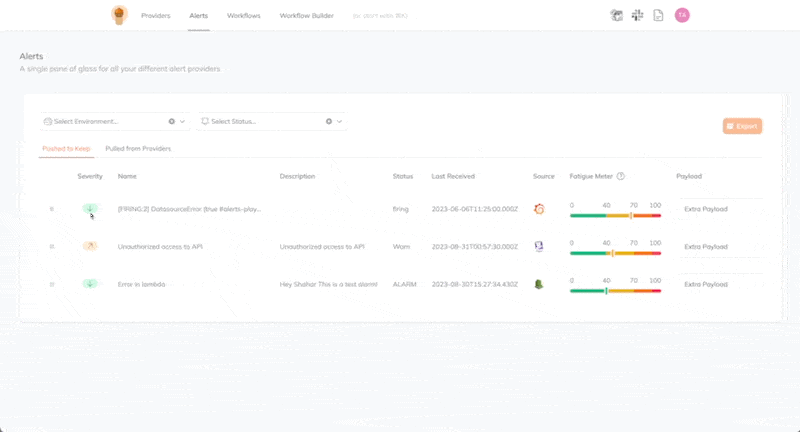 Providers Alerts Workflows Workflow Builder (or start with ⌘K) TA
Alerts
A single pane of glass for all your different alert providers
Select Environment... Select Status...
Export
Pushed to Keep Pulled from Providers
Severity Name Description Status Last Received Source Fatigue Meter ? Payload
0 40 70 100
[FIRING:2] DatasourceError (true #alerts-play... firing 2023-06-06T11:25:00.000Z Extra Payload
0 40 70 100
Unauthorized access to API Unauthorized access to API Warn 2023-08-31T00:57:30.000Z Extra Payload
0 40 70 100
Error in lambda Hey Shahar This is a test alarm! ALARM 2023-08-30T15:27:34.430Z Extra Payload